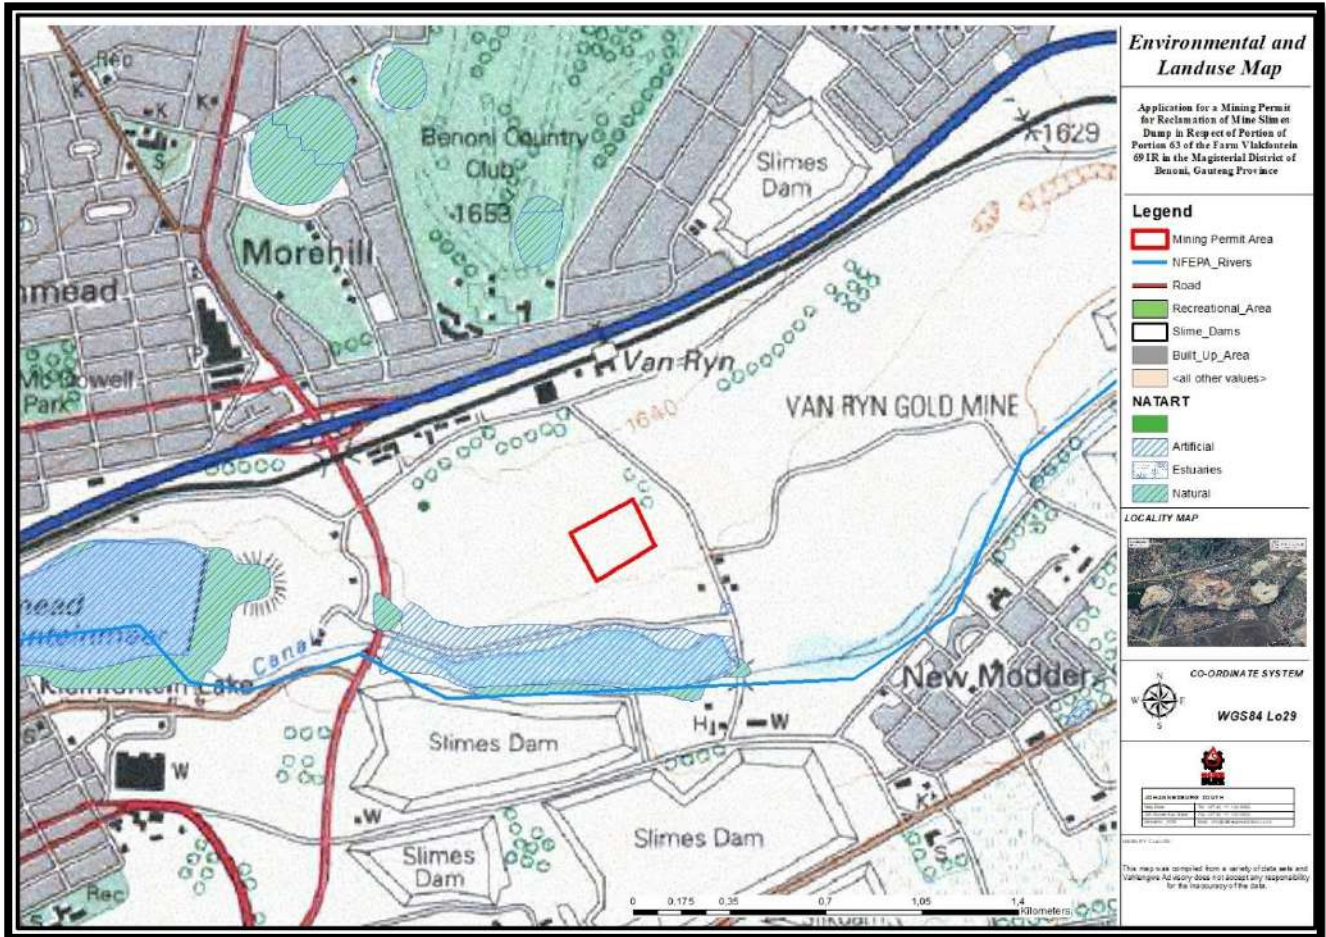 Environmental and
Landuse Map
Application for a Mining Permit
for Reclamation of Mine Slimes
Dump in Respect of Portion of
Portion 63 of the Farm Vlakfontein
69 IR in the Magisterial District of
Benoni, Gauteng Province
Legend
Mining Permit Area
NFEPA_Rivers
Road
Recreational_Area
Slime_Dams
Built_Up_Area
<all other values>
NATART
Artificial
Estuaries
Natural
LOCALITY MAP
N
W
E
S
CO-ORDINATE SYSTEM
WGS84 Lo29
JOHANNESBURG SOUTH
This map was compiled from a variety of data sets and
Vahlengwe Advisory does not accept any responsibility
for the inaccuracy of the data.
Rec
K
K
K
S
Benoni Country
Club
1653
Slimes
Dam
1629
Morehill
P
Mc Dowell
Park
Van Ryn
1640
VAN RYN GOLD MINE
Canal
Kleinfontein Lake
New Modder
H
W
Slimes Dam
W
W
K
S
Slimes Dam
Slimes
Dam
Rec
S
0 0,175 0,35 0,7 1,05 1,4
Kilometers